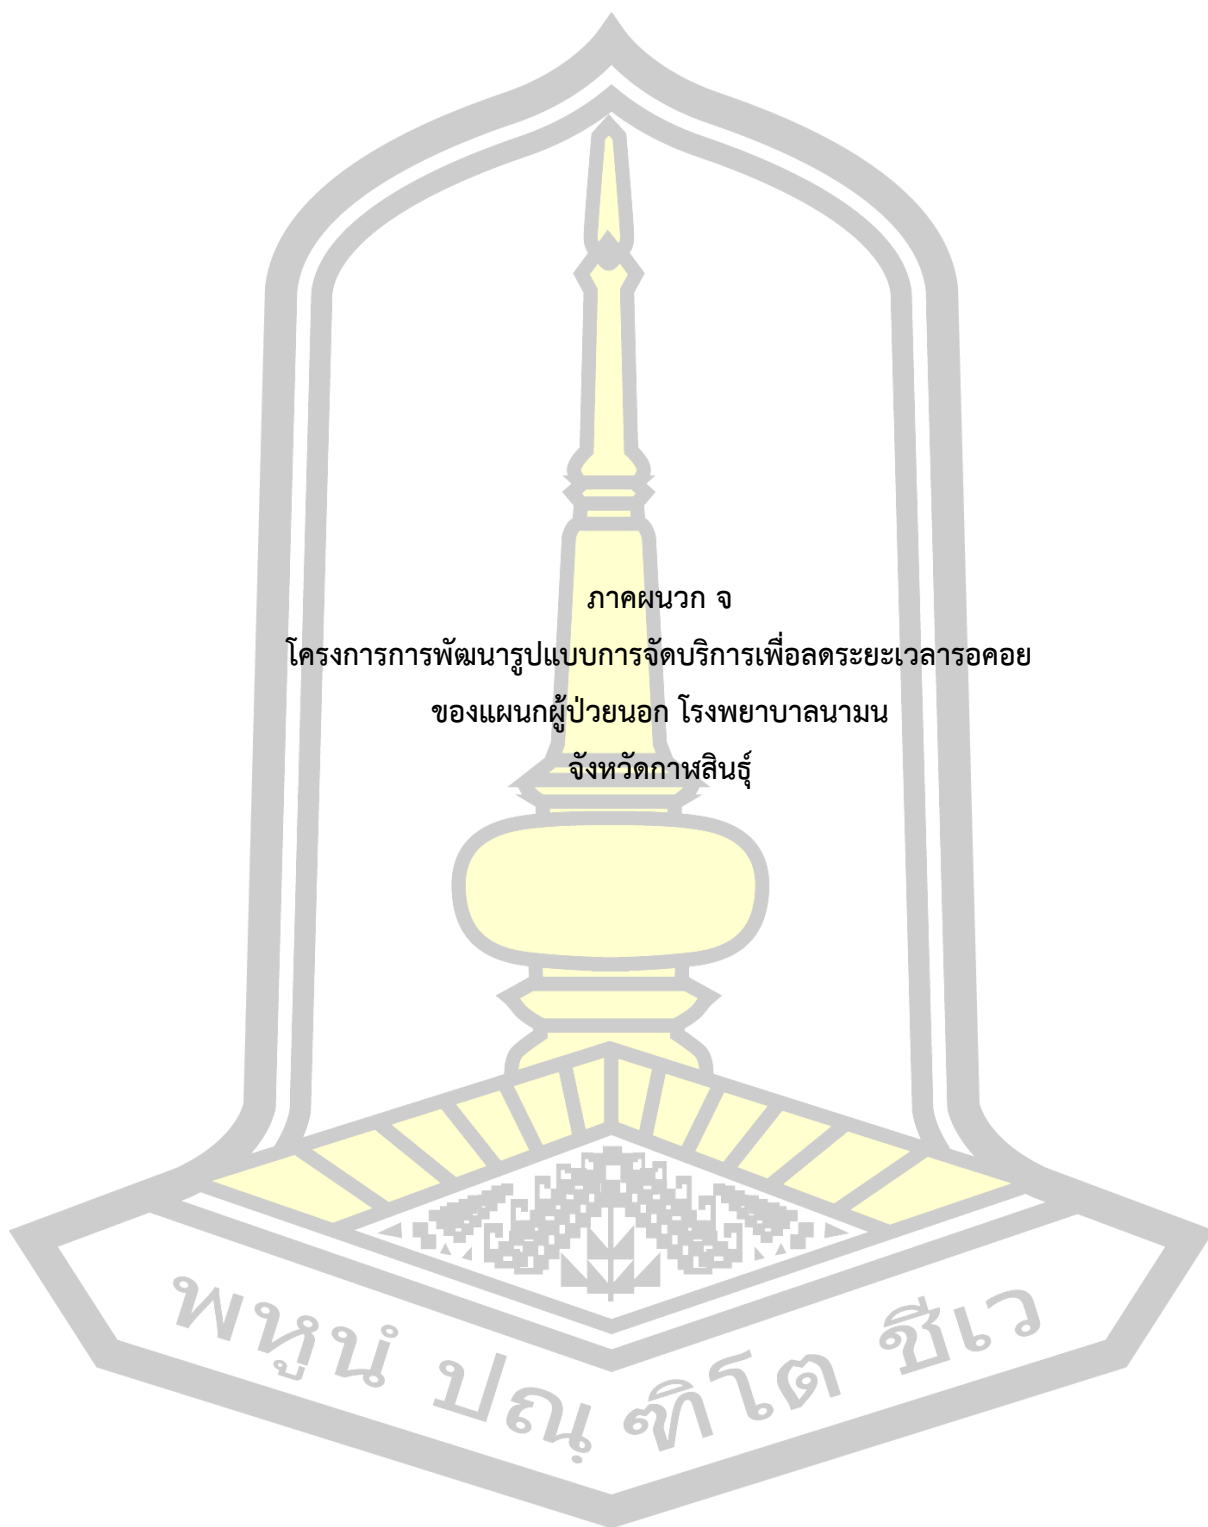 ภาคผนวก จ
โครงการการพัฒนารูปแบบการจัดบริการเพื่อลดระยะเวลารอคอย
ของแผนกผู้ป่วยนอก โรงพยาบาลนามน
จังหวัดกาฬสินธุ์
พหูนํ ปณฺฑิโต ชีเว